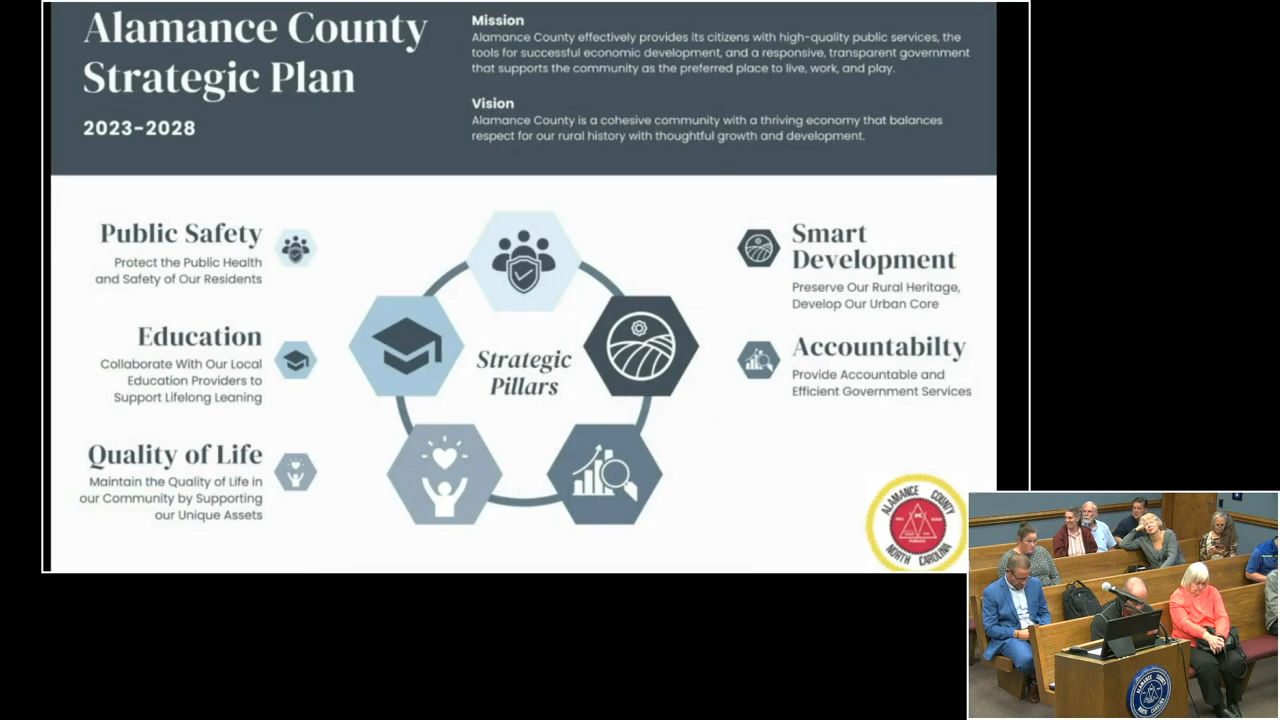 Alamance County
Strategic Plan
2023-2028
Mission
Alamance County effectively provides its citizens with high-quality public services, the
tools for successful economic development, and a responsive, transparent government
that supports the community as the preferred place to live, work, and play.
Vision
Alamance County is a cohesive community with a thriving economy that balances
respect for our rural history with thoughtful growth and development.
Public Safety
Protect the Public Health
and Safety of Our Residents
Education
Collaborate With Our Local
Education Providers to
Support Lifelong Leaning
Quality of Life
Maintain the Quality of Life in
our Community by Supporting
our Unique Assets
Strategic
Pillars
Smart
Development
Preserve Our Rural Heritage,
Develop Our Urban Core
Accountabilty
Provide Accountable and
Efficient Government Services
ALAMANCE COUNTY
NORTH CAROLINA
ALAMANCE COUNTY
NORTH CAROLINA